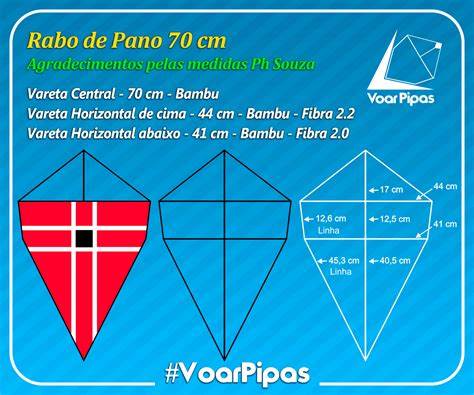 Rabo de Pano 70 cm
Agradecimentos pelas medidas Ph Souza
VoarPipas
Vareta Central - 70 cm - Bambu
Vareta Horizontal de cima - 44 cm - Bambu - Fibra 2.2
Vareta Horizontal abaixo - 41 cm - Bambu - Fibra 2.0
17 cm
44 cm
12,6 cm
Linha
12,5 cm
41 cm
45,3 cm
Linha
40,5 cm
#VoarPipas